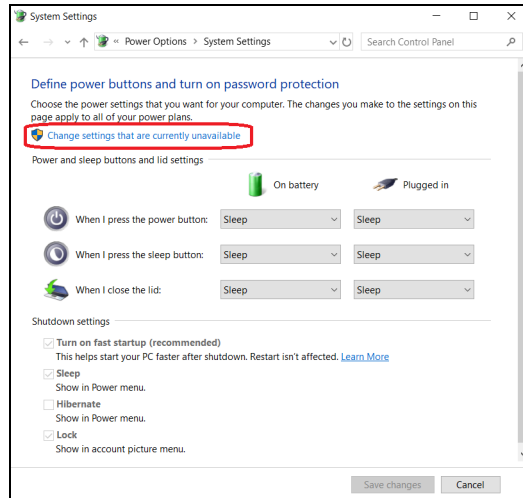 System Settings
« Power Options > System Settings
Search Control Panel
Define power buttons and turn on password protection
Choose the power settings that you want for your computer. The changes you make to the settings on this
page apply to all of your power plans.
Change settings that are currently unavailable
Power and sleep buttons and lid settings
On battery Plugged in
When I press the power button: Sleep Sleep
When I press the sleep button: Sleep Sleep
When I close the lid: Sleep Sleep
Shutdown settings
Turn on fast startup (recommended)
This helps start your PC faster after shutdown. Restart isn't affected. Learn More
Sleep
Show in Power menu.
Hibernate
Show in Power menu.
Lock
Show in account picture menu.
Save changes Cancel